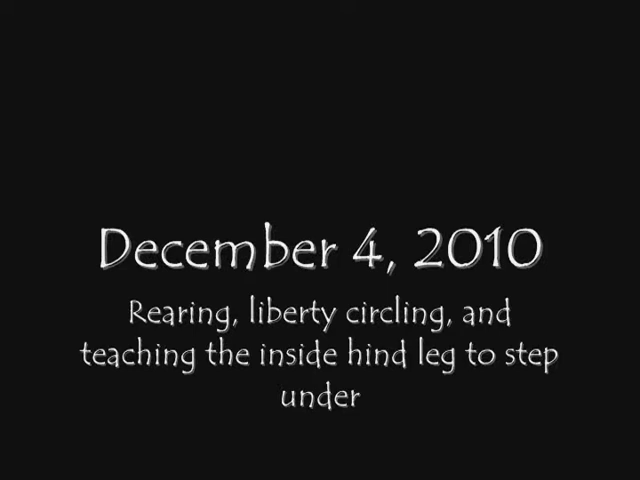 December 4, 2010
Rearing, liberty circling, and
teaching the inside hind leg to step
under